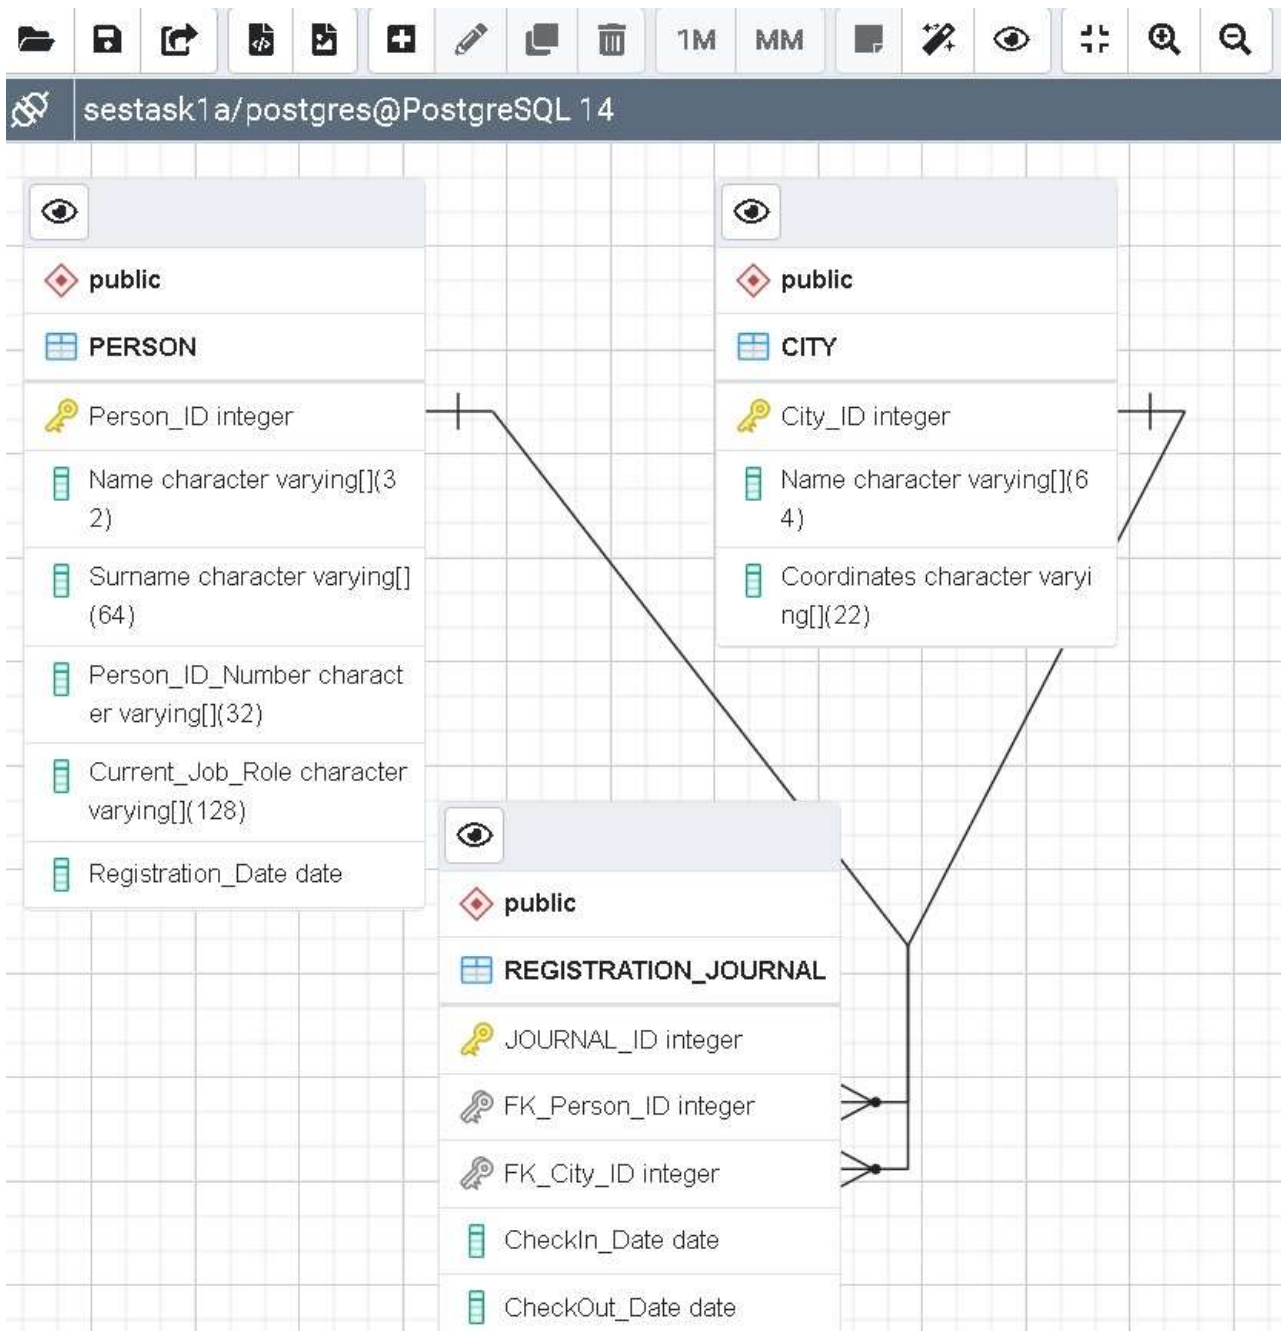 1M
MM
sestask1a/postgres@PostgreSQL 14
public
PERSON
Person_ID integer
Name character varying[](3
2)
Surname character varying[]
(64)
Person_ID_Number charact
er varying[](32)
Current_Job_Role character
varying[](128)
Registration_Date date
public
CITY
City_ID integer
Name character varying[](6
4)
Coordinates character varyi
ng[](22)
public
REGISTRATION_JOURNAL
JOURNAL_ID integer
FK_Person_ID integer
FK_City_ID integer
CheckIn_Date date
CheckOut_Date date